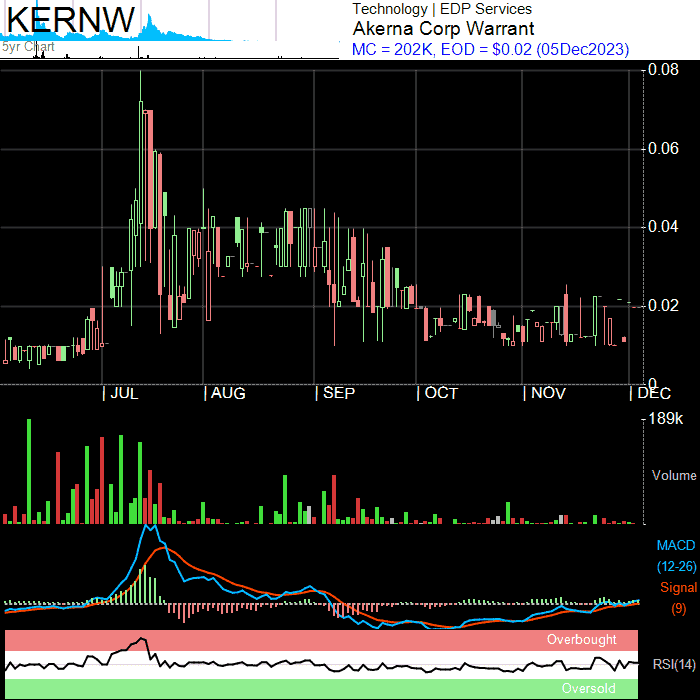 KERNW
5yr Chart
Technology | EDP Services
Akerna Corp Warrant
MC = 202K, EOD = $0.02 (05Dec2023)
0.08
0.06
0.04
0.02
0
JUL AUG SEP OCT NOV DEC
189k
Volume
MACD
(12-26)
Signal
(9)
Overbought
RSI(14)
Oversold